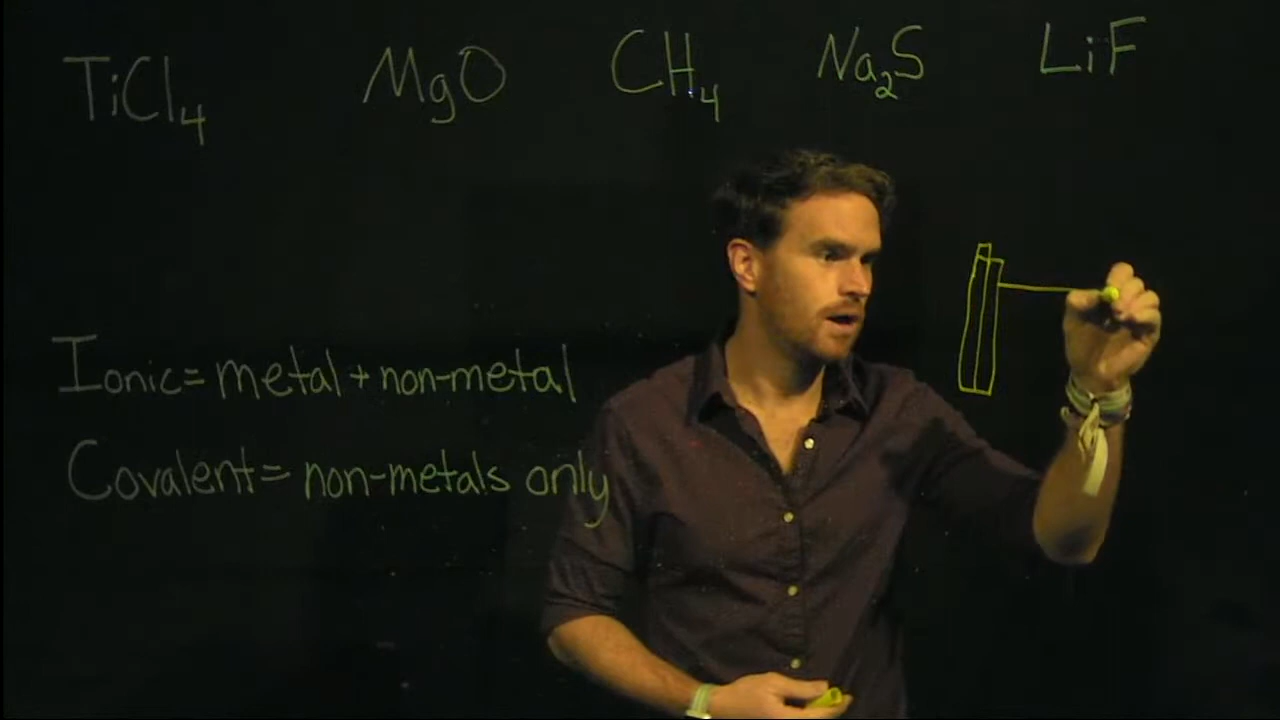 TiCl₄ MgO CH₄ Na₂S LiF
Ionic= metal + non-metal
Covalent= non-metals only